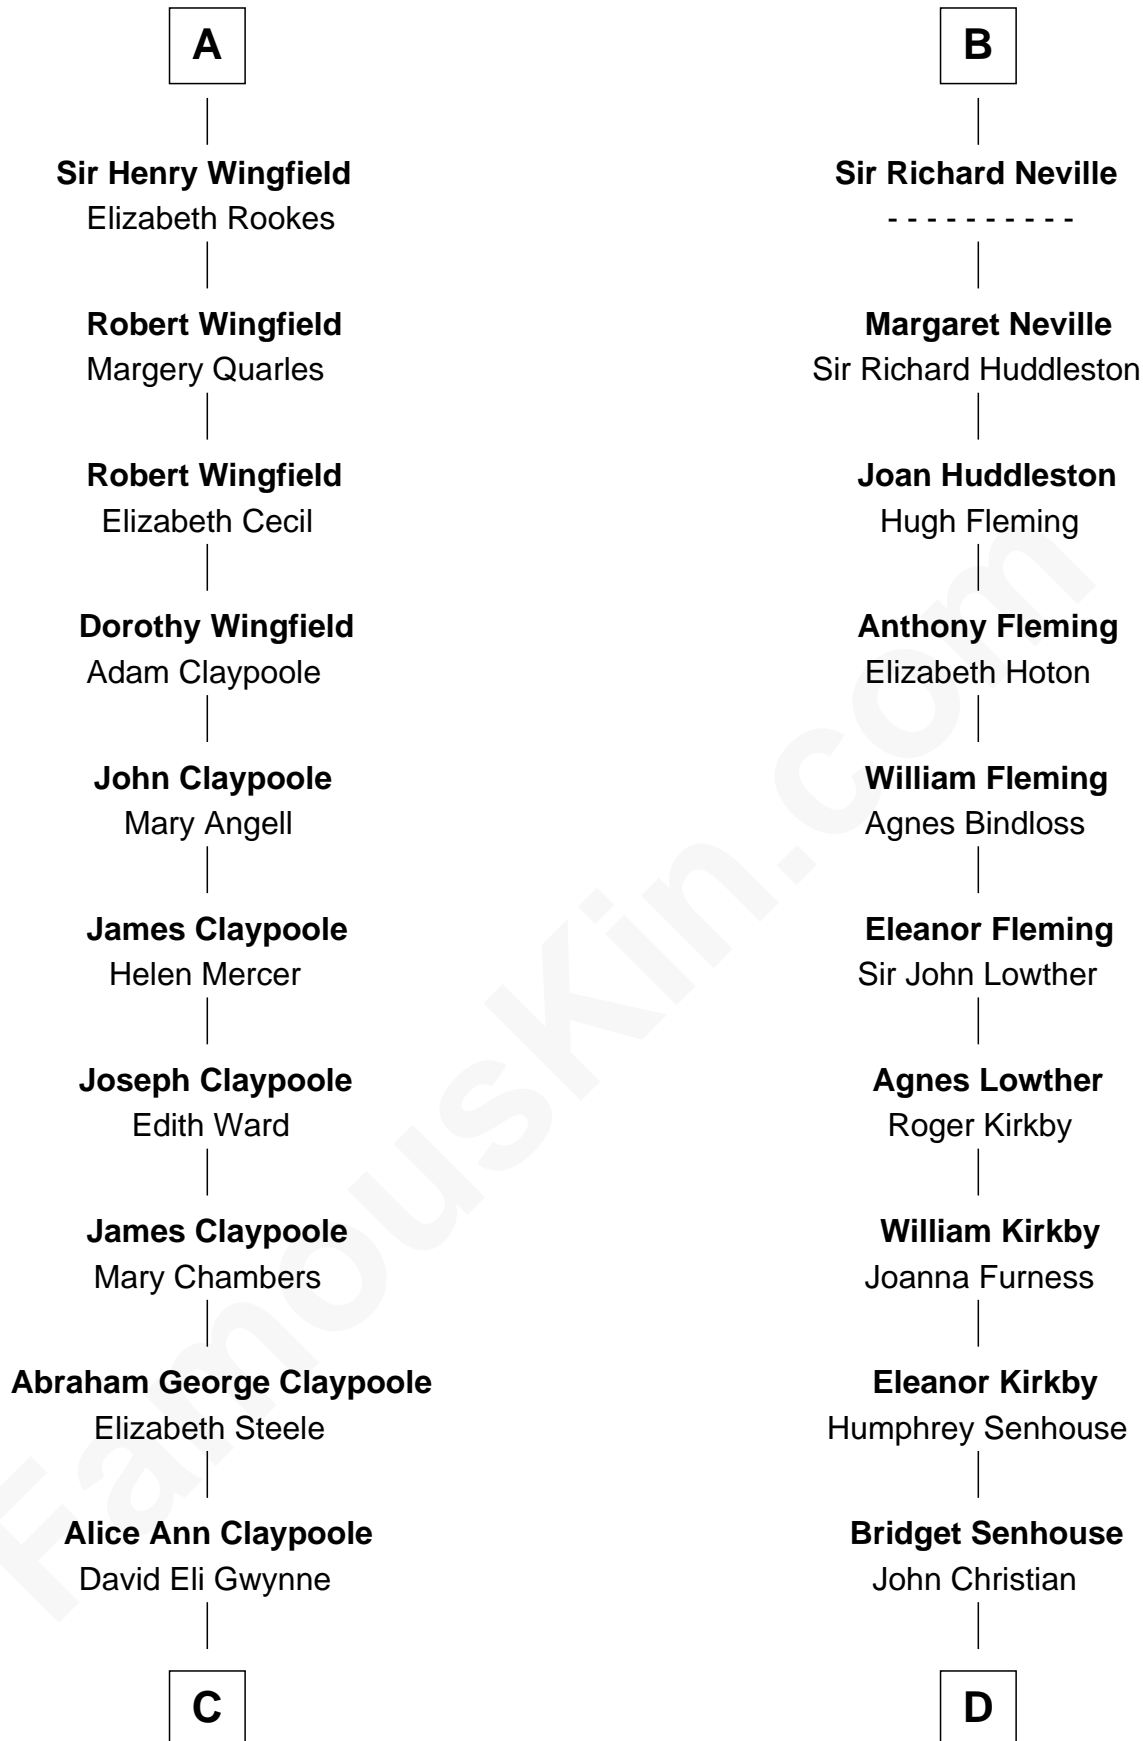 A
Sir Henry Wingfield
Elizabeth Rookes
Robert Wingfield
Margery Quarles
Robert Wingfield
Elizabeth Cecil
Dorothy Wingfield
Adam Claypoole
John Claypoole
Mary Angell
James Claypoole
Helen Mercer
Joseph Claypoole
Edith Ward
James Claypoole
Mary Chambers
Abraham George Claypoole
Elizabeth Steele
Alice Ann Claypoole
David Eli Gwynne
C
B
Sir Richard Neville
- - - - - - - - - -
Margaret Neville
Sir Richard Huddleston
Joan Huddleston
Hugh Fleming
Anthony Fleming
Elizabeth Hoton
William Fleming
Agnes Bindloss
Eleanor Fleming
Sir John Lowther
Agnes Lowther
Roger Kirkby
William Kirkby
Joanna Furness
Eleanor Kirkby
Humphrey Senhouse
Bridget Senhouse
John Christian
D
FamousKin.com